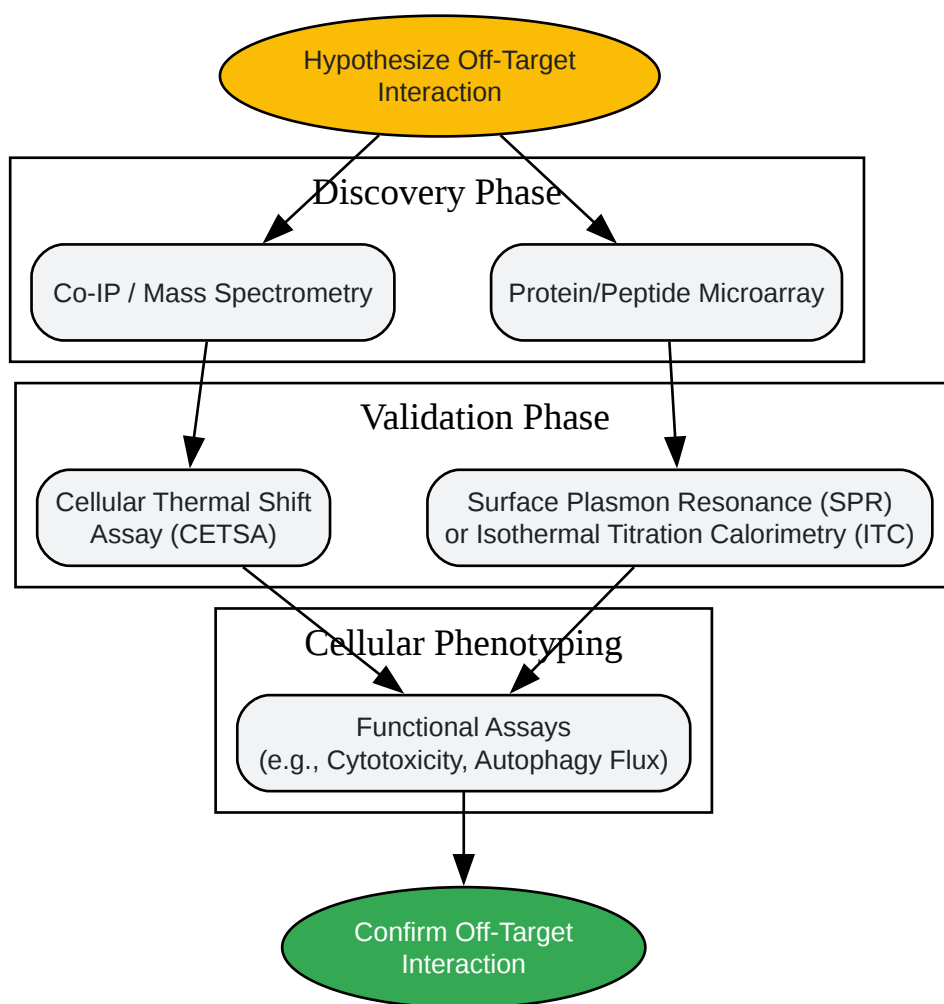 Hypothesize Off-Target
Interaction
Discovery Phase
Co-IP / Mass Spectrometry
Protein/Peptide Microarray
Validation Phase
Cellular Thermal Shift
Assay (CETSA)
Surface Plasmon Resonance (SPR)
or Isothermal Titration Calorimetry (ITC)
Cellular Phenotyping
Functional Assays
(e.g., Cytotoxicity, Autophagy Flux)
Confirm Off-Target
Interaction